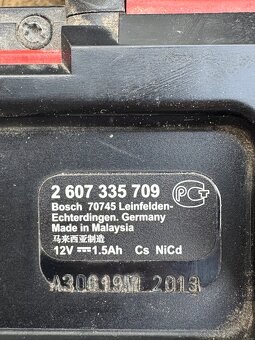 2 607 335 709
Bosch 70745 Leinfelden-
Echterdingen. Germany
Made in Malaysia
马来西亚制造
12V ⎓ 1.5Ah Cs NiCd
A30619M 2013